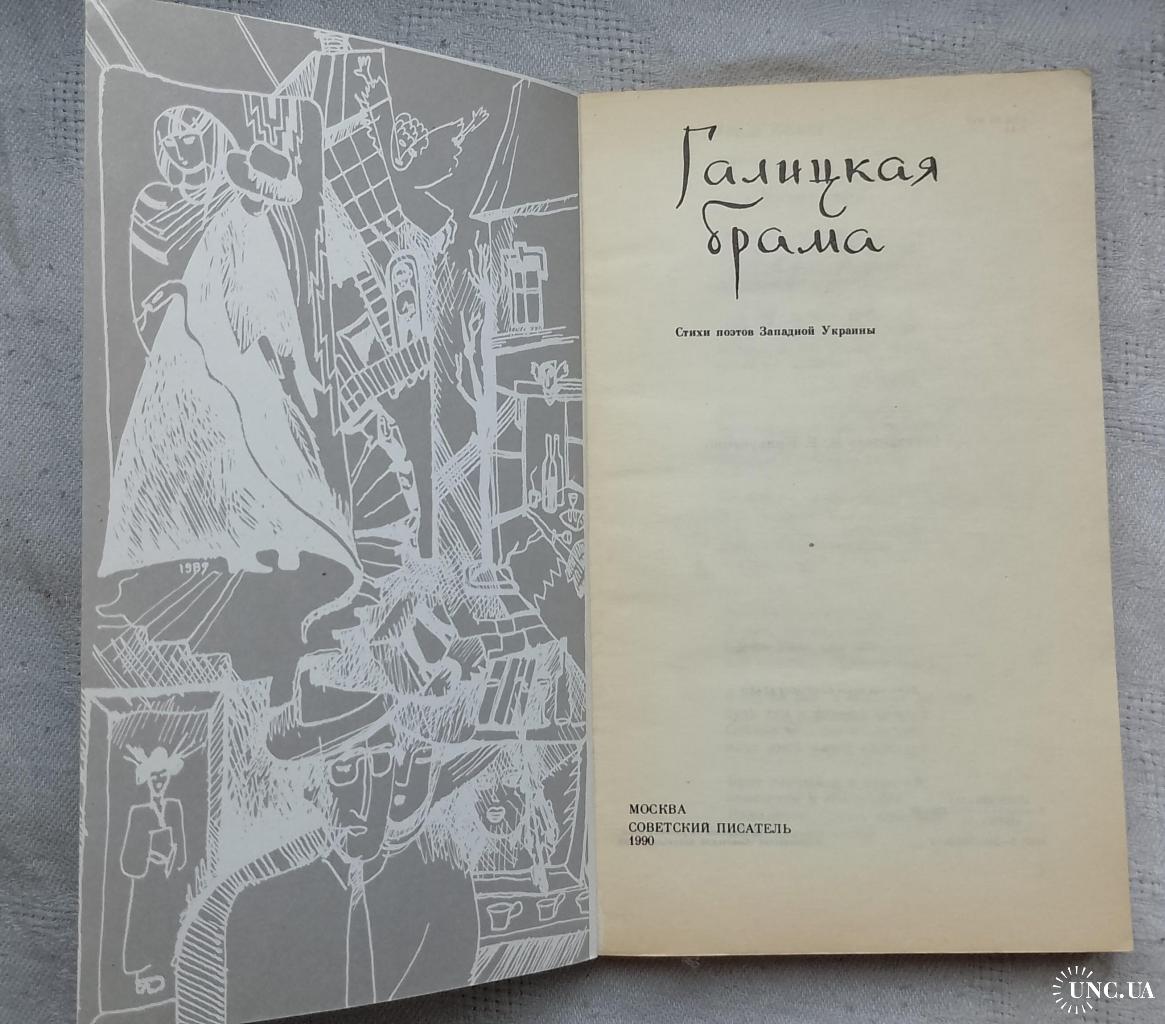 1989
Галицкая
брама
Стихи поэтов Западной Украины
МОСКВА
СОВЕТСКИЙ ПИСАТЕЛЬ
1990
UNC.UA